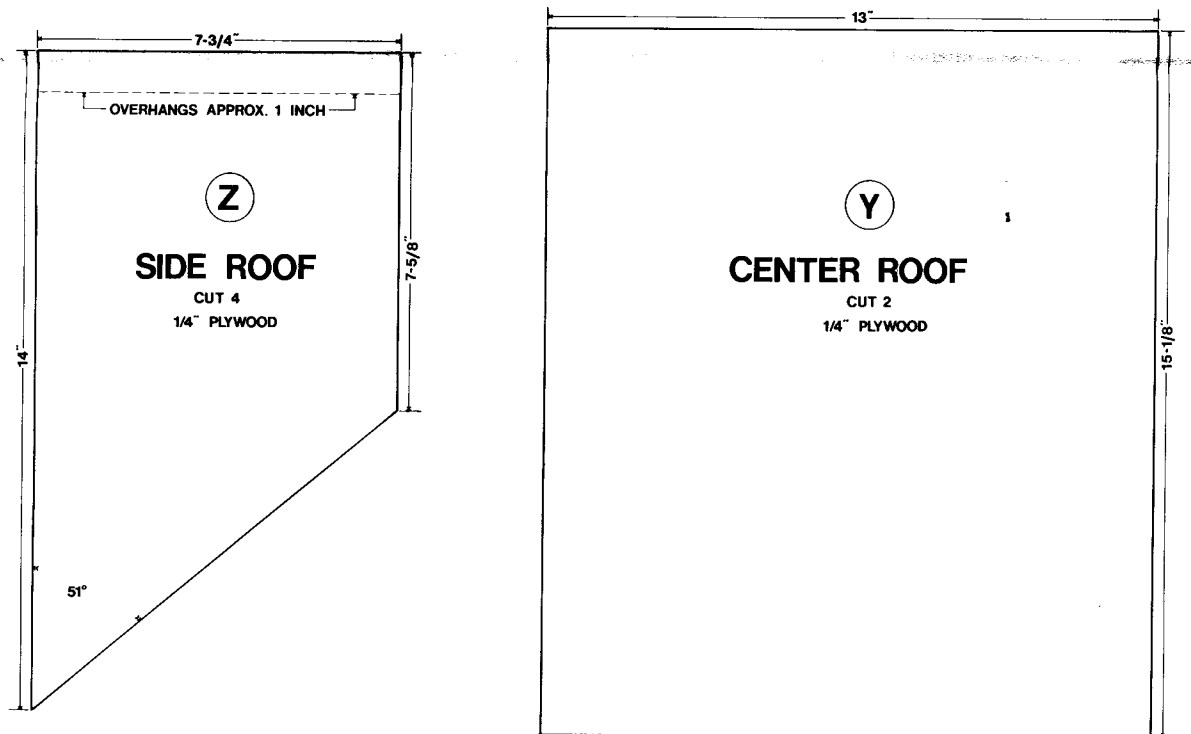 7-3/4"
OVERHANGS APPROX. 1 INCH
Z
SIDE ROOF
CUT 4
1/4" PLYWOOD
7-5/8"
14"
51°
13"
Y
CENTER ROOF
CUT 2
1/4" PLYWOOD
15-1/8"